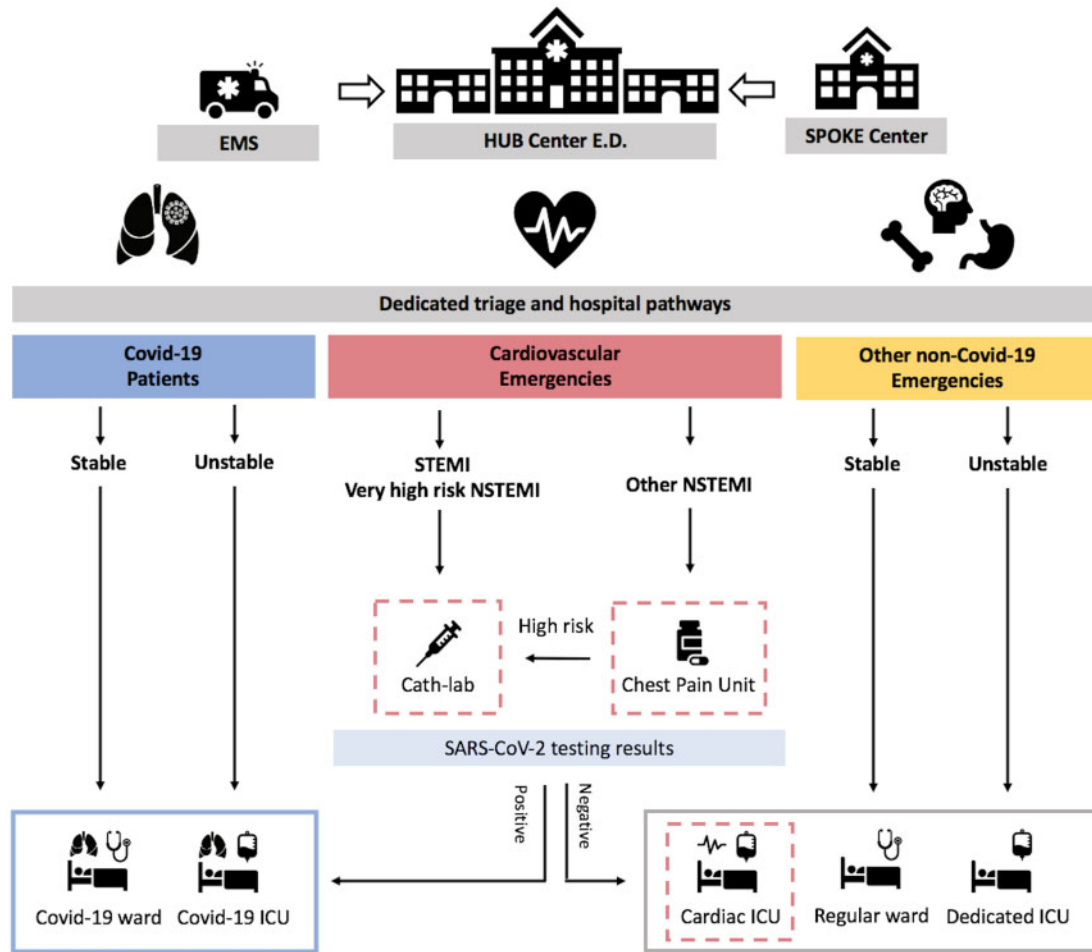 EMS
HUB Center E.D.
SPOKE Center
Dedicated triage and hospital pathways
Covid-19
Patients
Cardiovascular
Emergencies
Other non-Covid-19
Emergencies
Stable
Unstable
STEMI
Very high risk NSTEMI
Other NSTEMI
Stable
Unstable
High risk
Cath-lab
Chest Pain Unit
SARS-CoV-2 testing results
Positive
Negative
Covid-19 ward
Covid-19 ICU
Cardiac ICU
Regular ward
Dedicated ICU